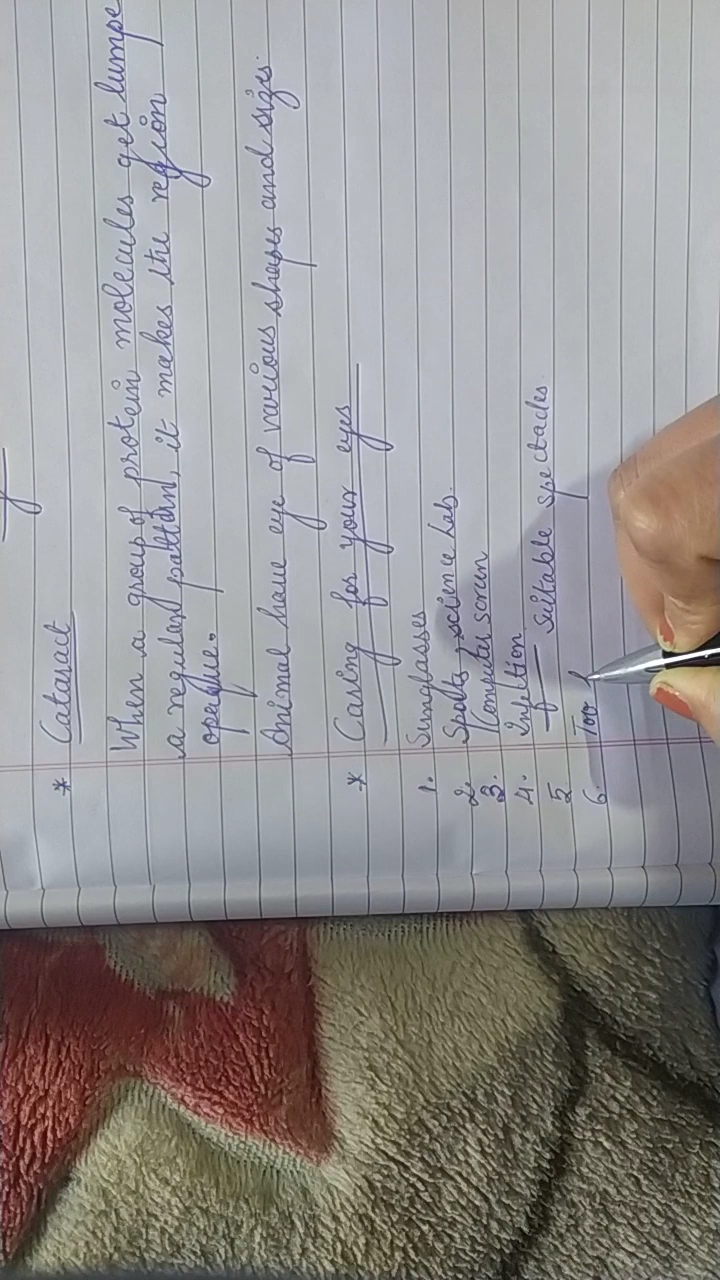 * Cataract
When a group of protein molecules get lumpe
a regular pattern, it makes the region
opaque.
Animal have eye of various shapes and sizes.
* Casing for your eyes
1. Sunglasses
2. Spots, science lab.
3. Computer screen
4. Infection
5. Suitable spectacles.
6. Too